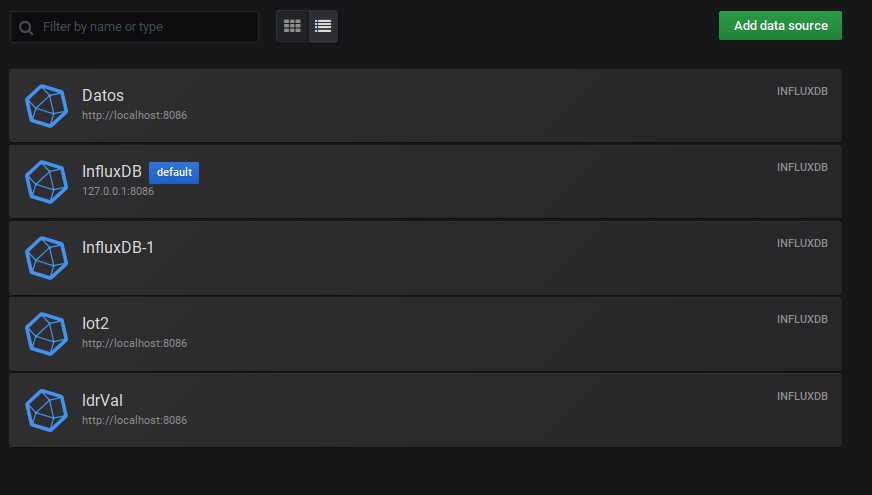 Filter by name or type
Add data source
Datos
INFLUXDB
http://localhost:8086
InfluxDB default
INFLUXDB
127.0.0.1:8086
InfluxDB-1
INFLUXDB
Iot2
INFLUXDB
http://localhost:8086
ldrVal
INFLUXDB
http://localhost:8086